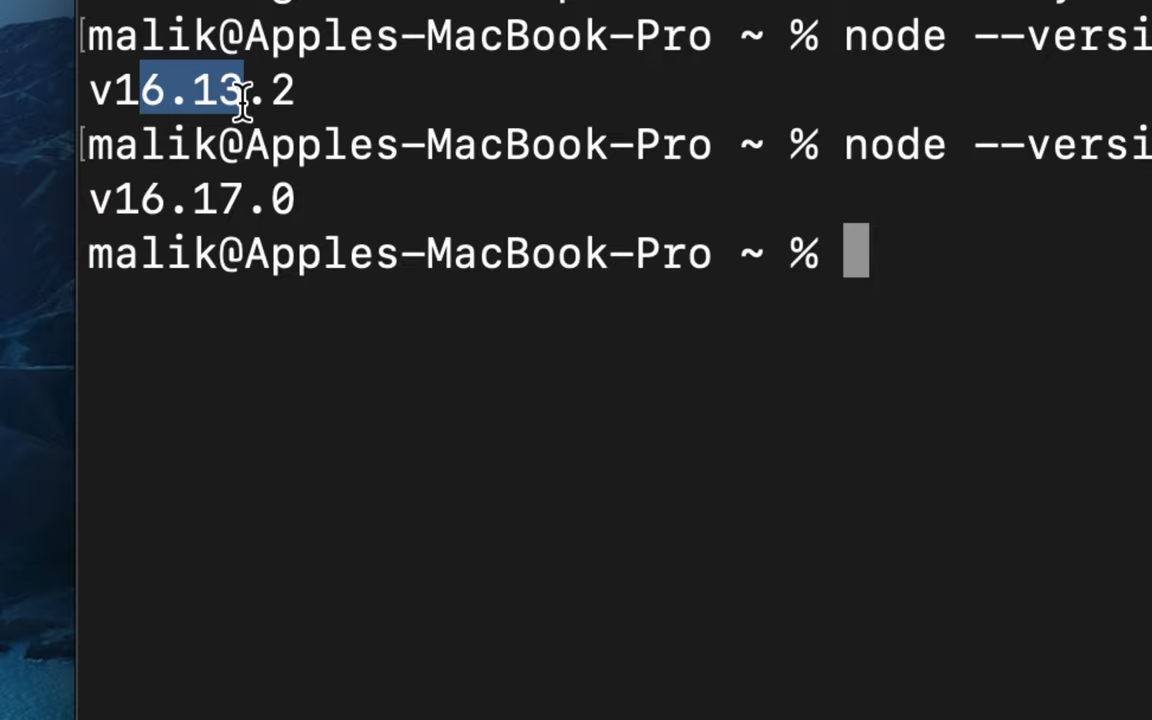 malik@Apples-MacBook-Pro ~ % node --versi
v16.13.2
malik@Apples-MacBook-Pro ~ % node --versi
v16.17.0
malik@Apples-MacBook-Pro ~ %